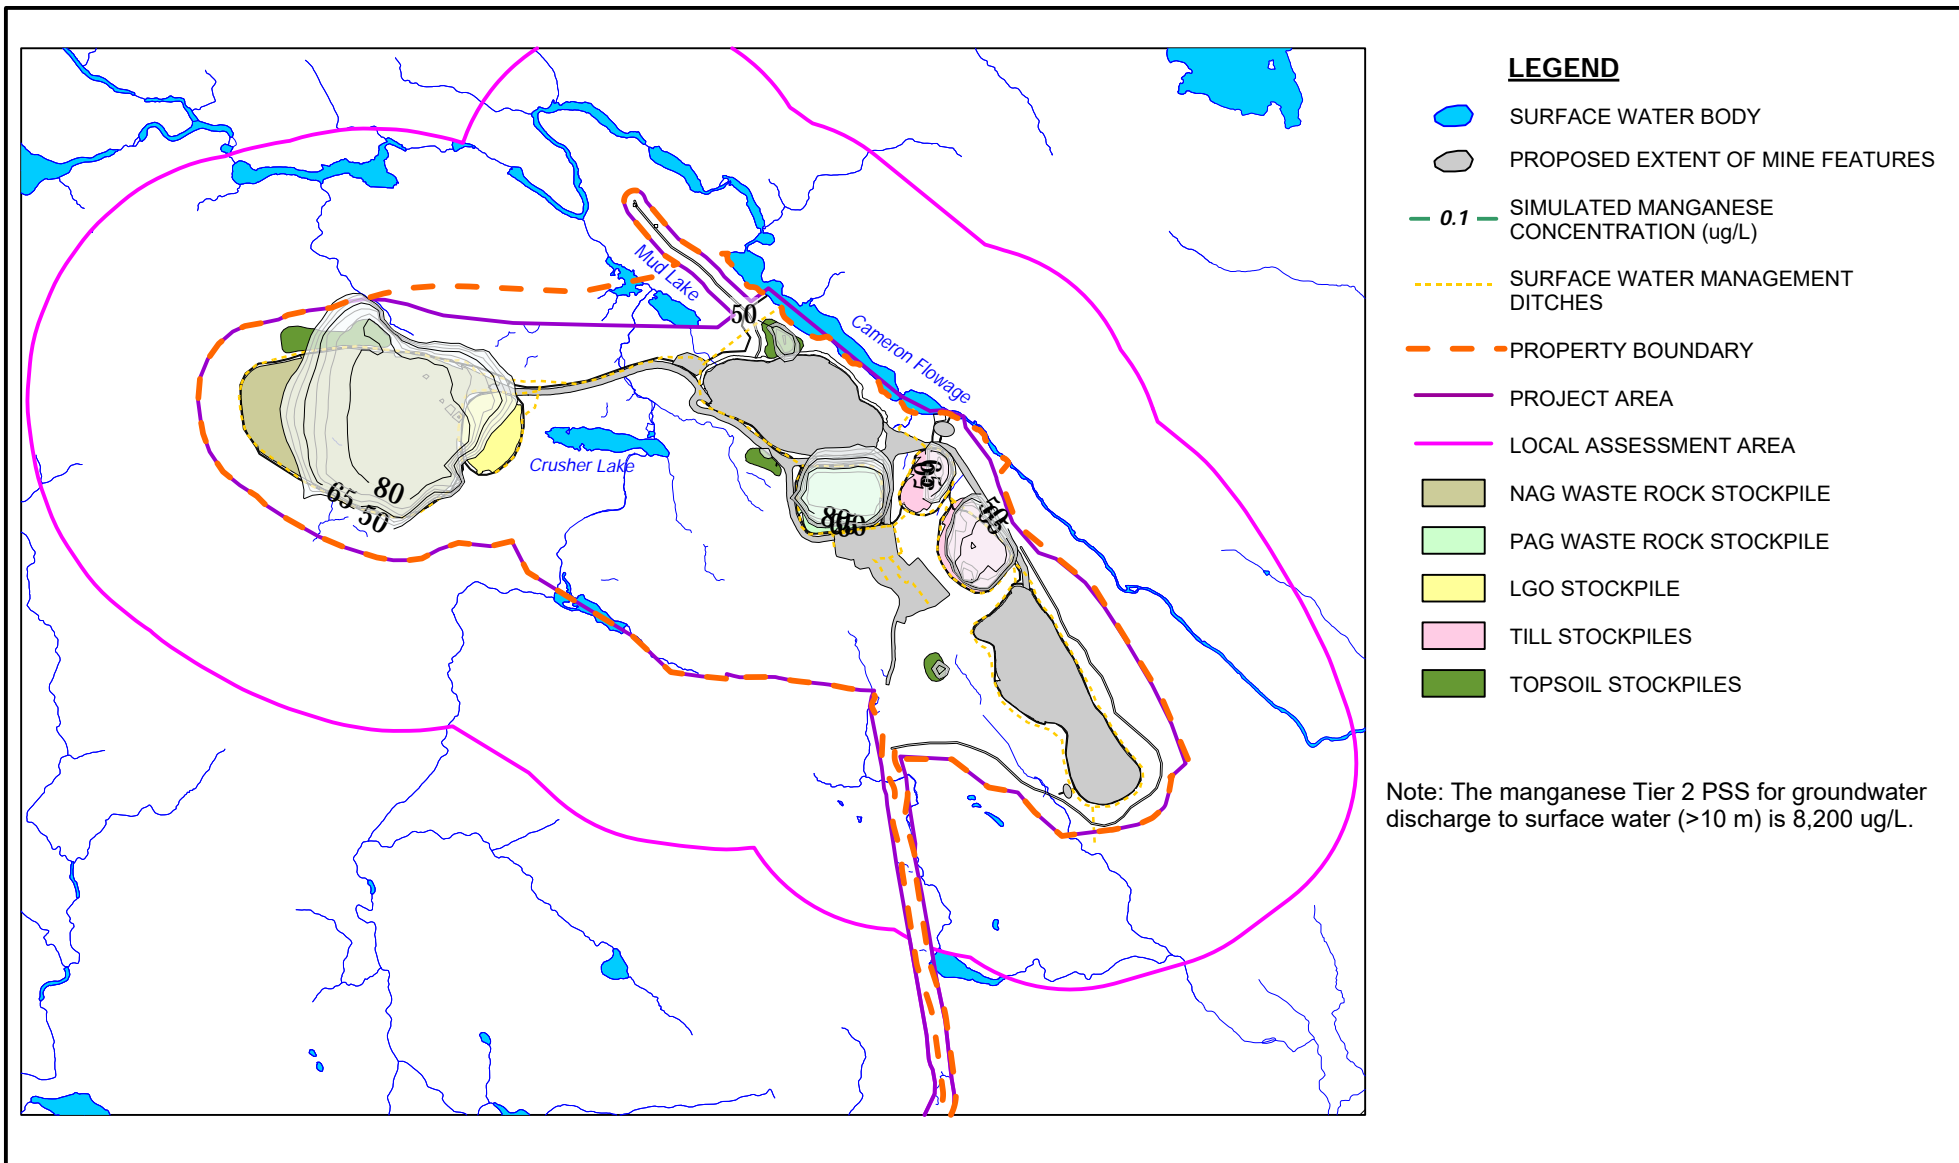 LEGEND
SURFACE WATER BODY
PROPOSED EXTENT OF MINE FEATURES
0.1
SIMULATED MANGANESE
CONCENTRATION (ug/L)
SURFACE WATER MANAGEMENT
DITCHES
PROPERTY BOUNDARY
PROJECT AREA
LOCAL ASSESSMENT AREA
NAG WASTE ROCK STOCKPILE
PAG WASTE ROCK STOCKPILE
LGO STOCKPILE
TILL STOCKPILES
TOPSOIL STOCKPILES
Note: The manganese Tier 2 PSS for groundwater
discharge to surface water (>10 m) is 8,200 ug/L.
Mud Lake
50
Cameron Flowage
Crusher Lake
65
80
50
80
50
50